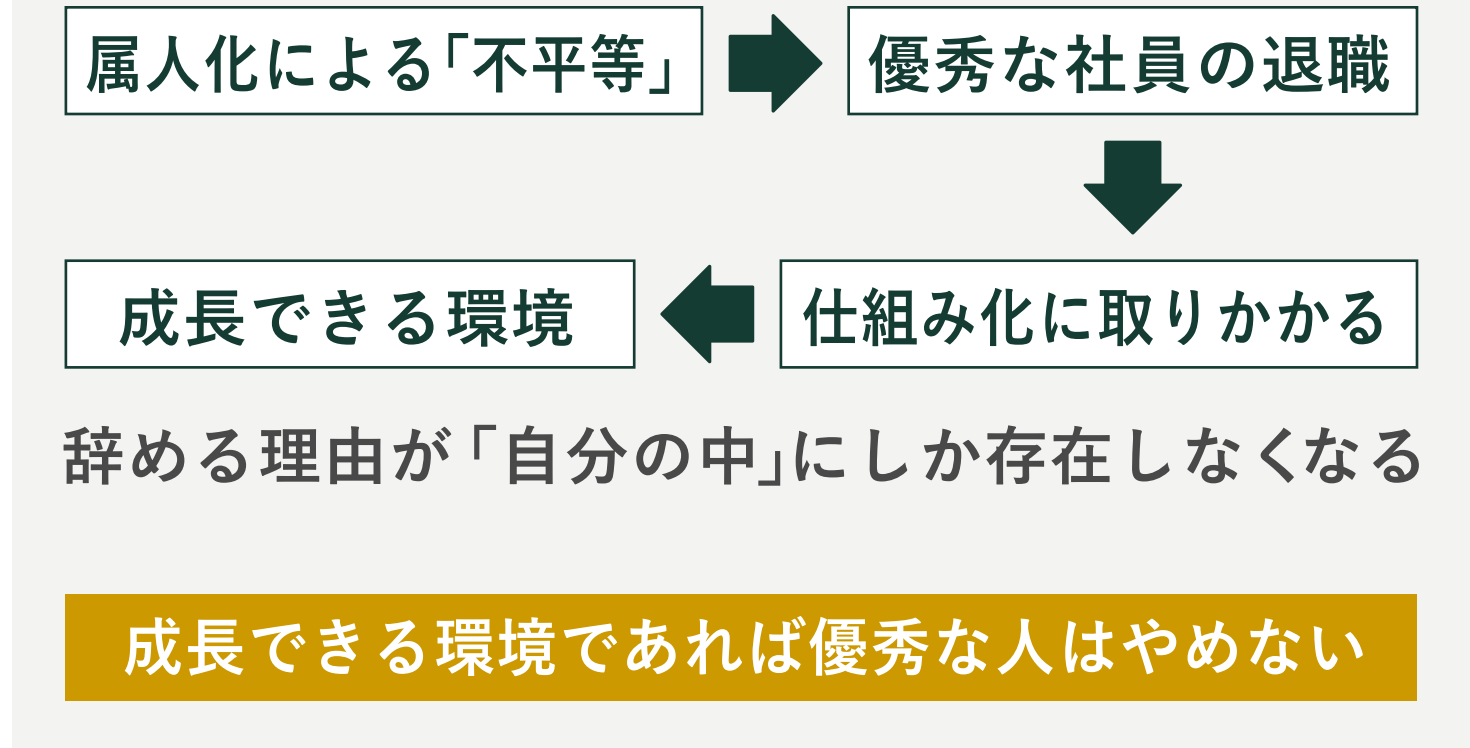 属人化による「不平等」
優秀な社員の退職
仕組み化に取りかかる
成長できる環境
辞める理由が「自分の中」にしか存在しなくなる
成長できる環境であれば優秀な人はやめない